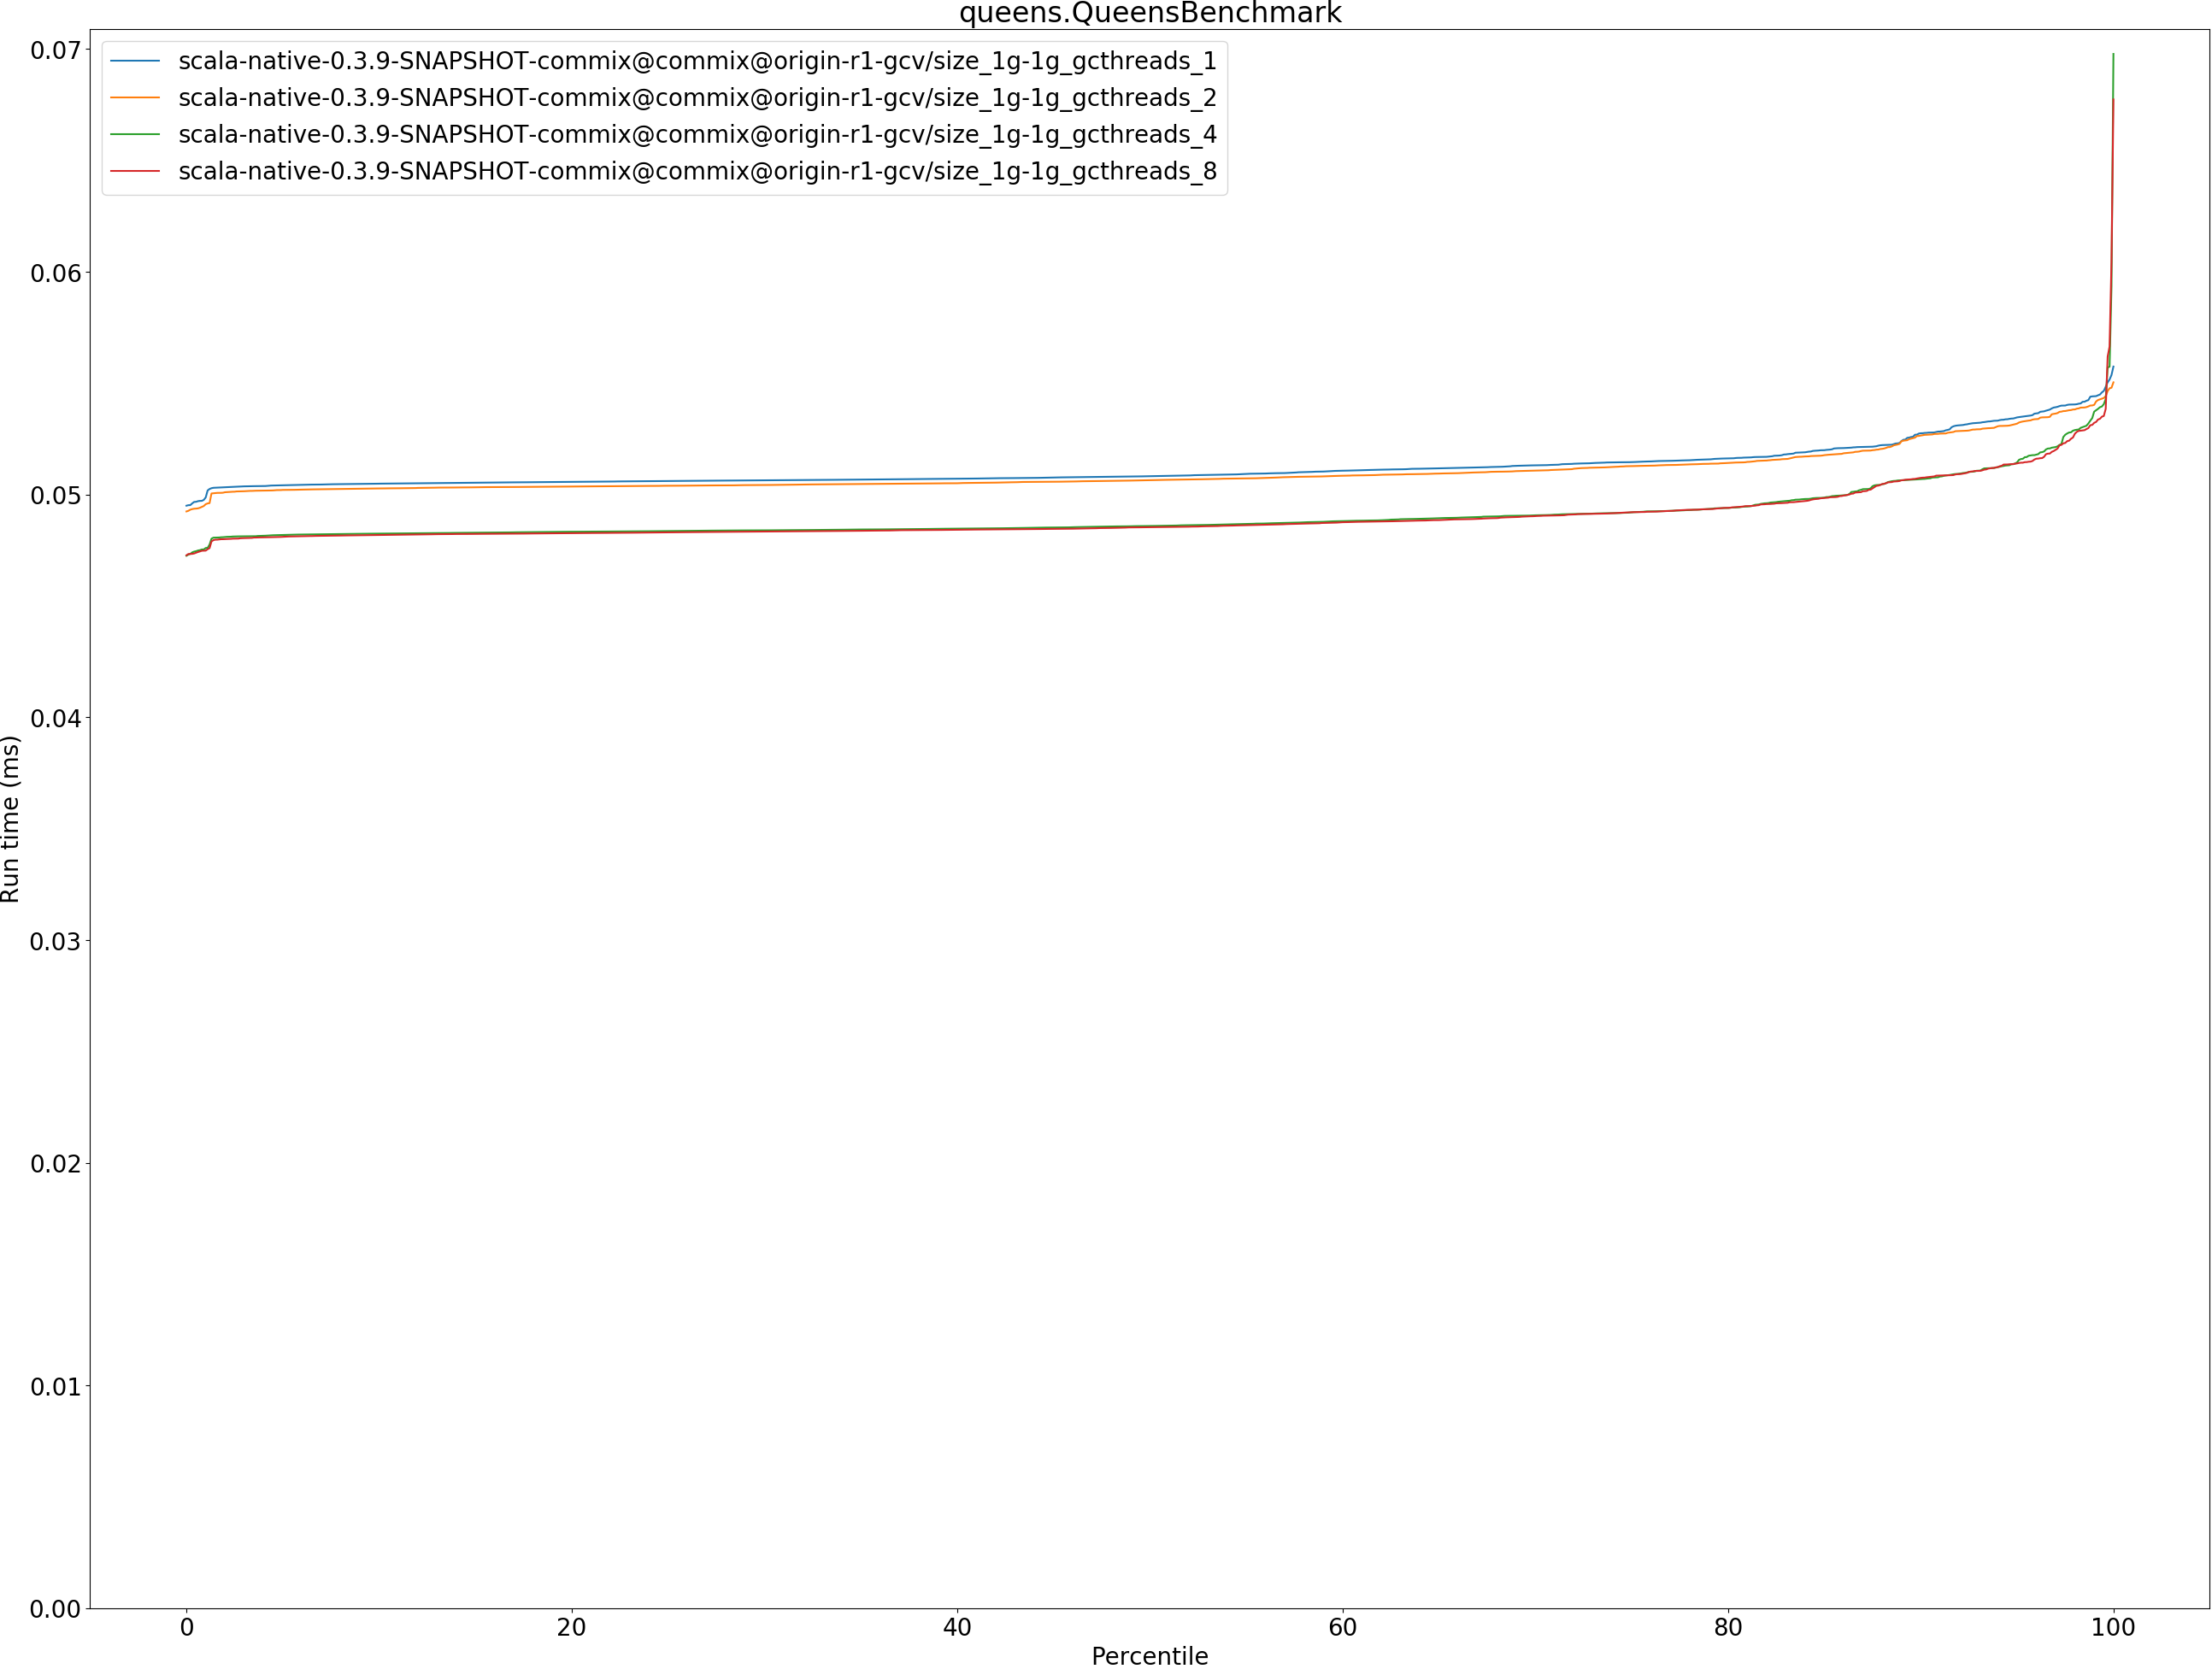 queens.QueensBenchmark
scala-native-0.3.9-SNAPSHOT-commix@commix@origin-r1-gcv/size_1g-1g_gcthreads_1
scala-native-0.3.9-SNAPSHOT-commix@commix@origin-r1-gcv/size_1g-1g_gcthreads_2
scala-native-0.3.9-SNAPSHOT-commix@commix@origin-r1-gcv/size_1g-1g_gcthreads_4
scala-native-0.3.9-SNAPSHOT-commix@commix@origin-r1-gcv/size_1g-1g_gcthreads_8
0.07
0.06
0.05
0.04
0.03
0.02
0.01
0.00
Run time (ms)
0 20 40 60 80 100
Percentile